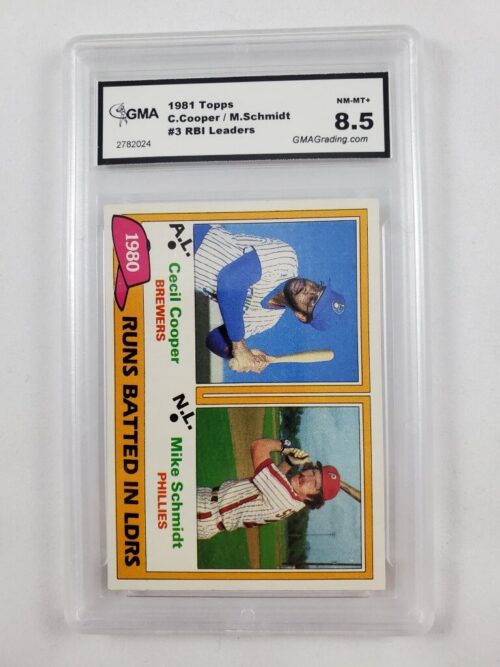 GMA
2782024
1981 Topps
C.Cooper / M.Schmidt
#3 RBI Leaders
NM-MT+
8.5
GMAGrading.com
A.L.
Cecil Cooper
BREWERS
N.L.
Mike Schmidt
PHILLIES
1980
RUNS BATTED IN LDRS